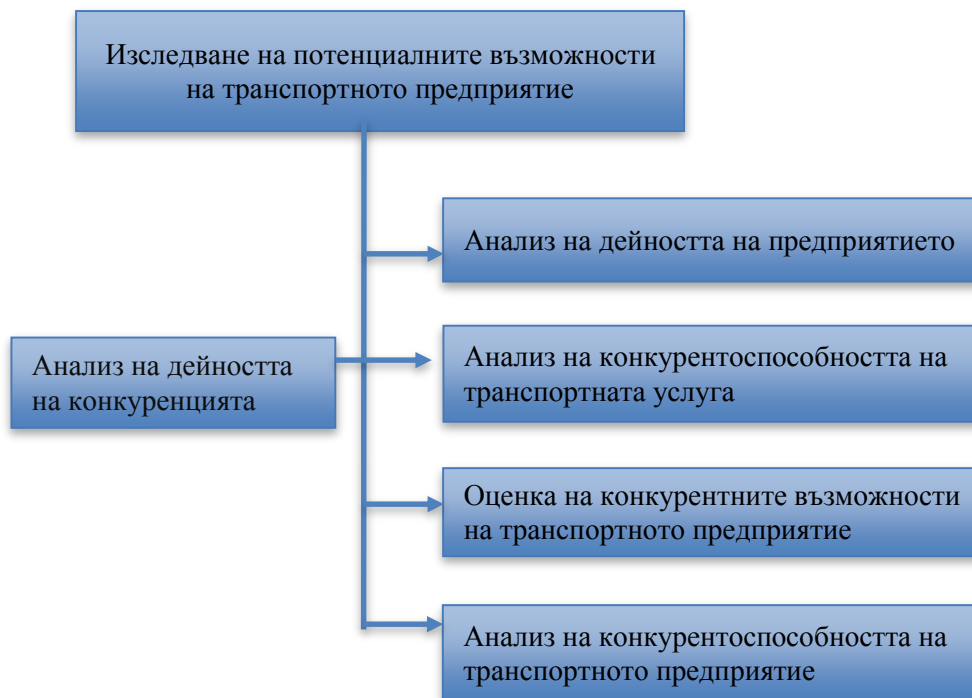 Изследване на потенциалните възможности
на транспортното предприятие
Анализ на дейността на предприятието
Анализ на дейността
на конкуренцията
Анализ на конкурентоспособността на
транспортната услуга
Оценка на конкурентните възможности
на транспортното предприятие
Анализ на конкурентоспособността на
транспортното предприятие